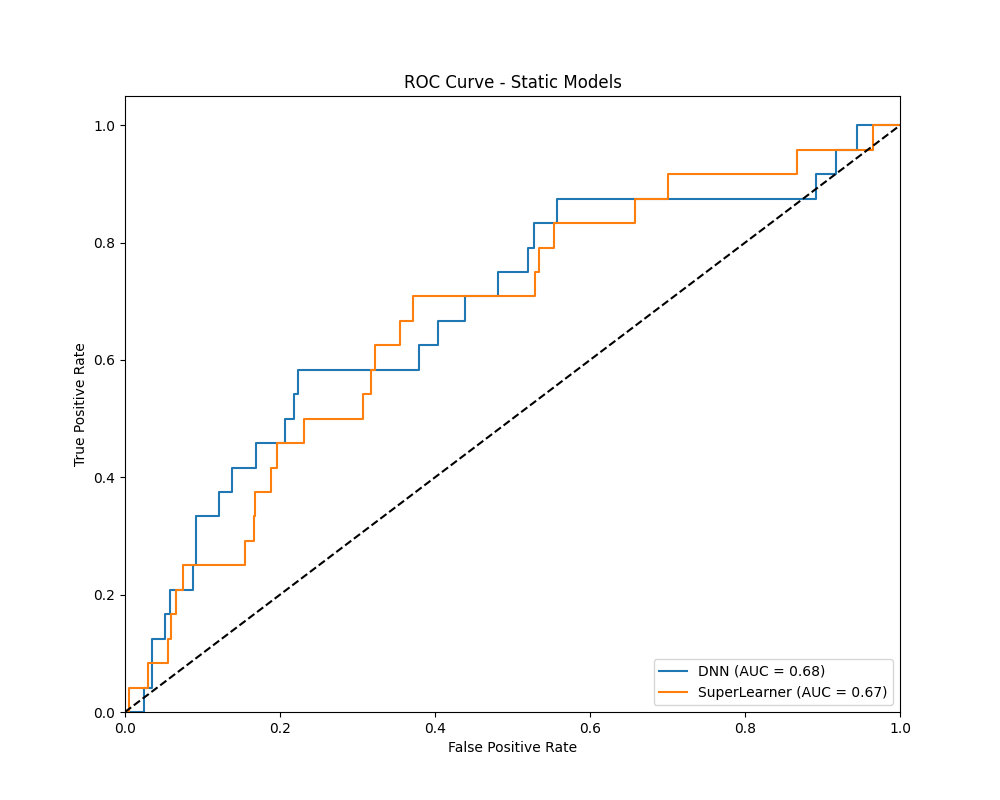 ROC Curve - Static Models
1.0
0.8
0.6
0.4
0.2
0.0
True Positive Rate
0.0 0.2 0.4 0.6 0.8 1.0
False Positive Rate
DNN (AUC = 0.68)
SuperLearner (AUC = 0.67)